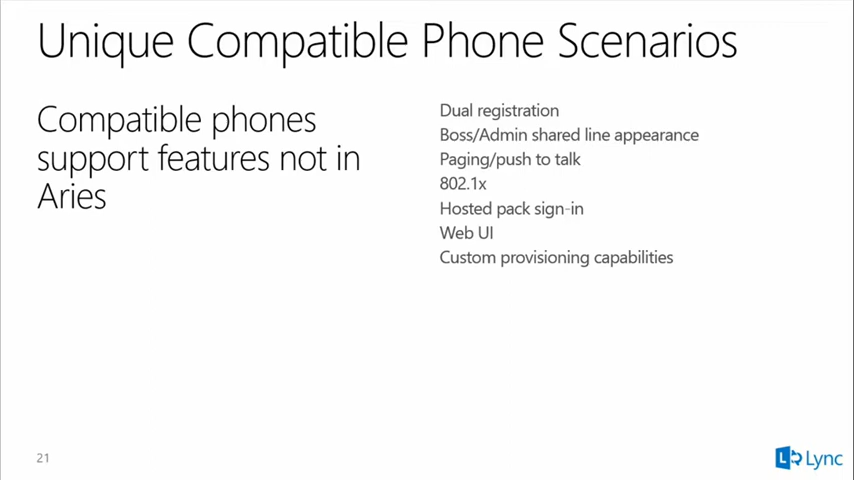 Unique Compatible Phone Scenarios
Compatible phones
support features not in
Aries
Dual registration
Boss/Admin shared line appearance
Paging/push to talk
802.1x
Hosted pack sign-in
Web UI
Custom provisioning capabilities
21
L Lync